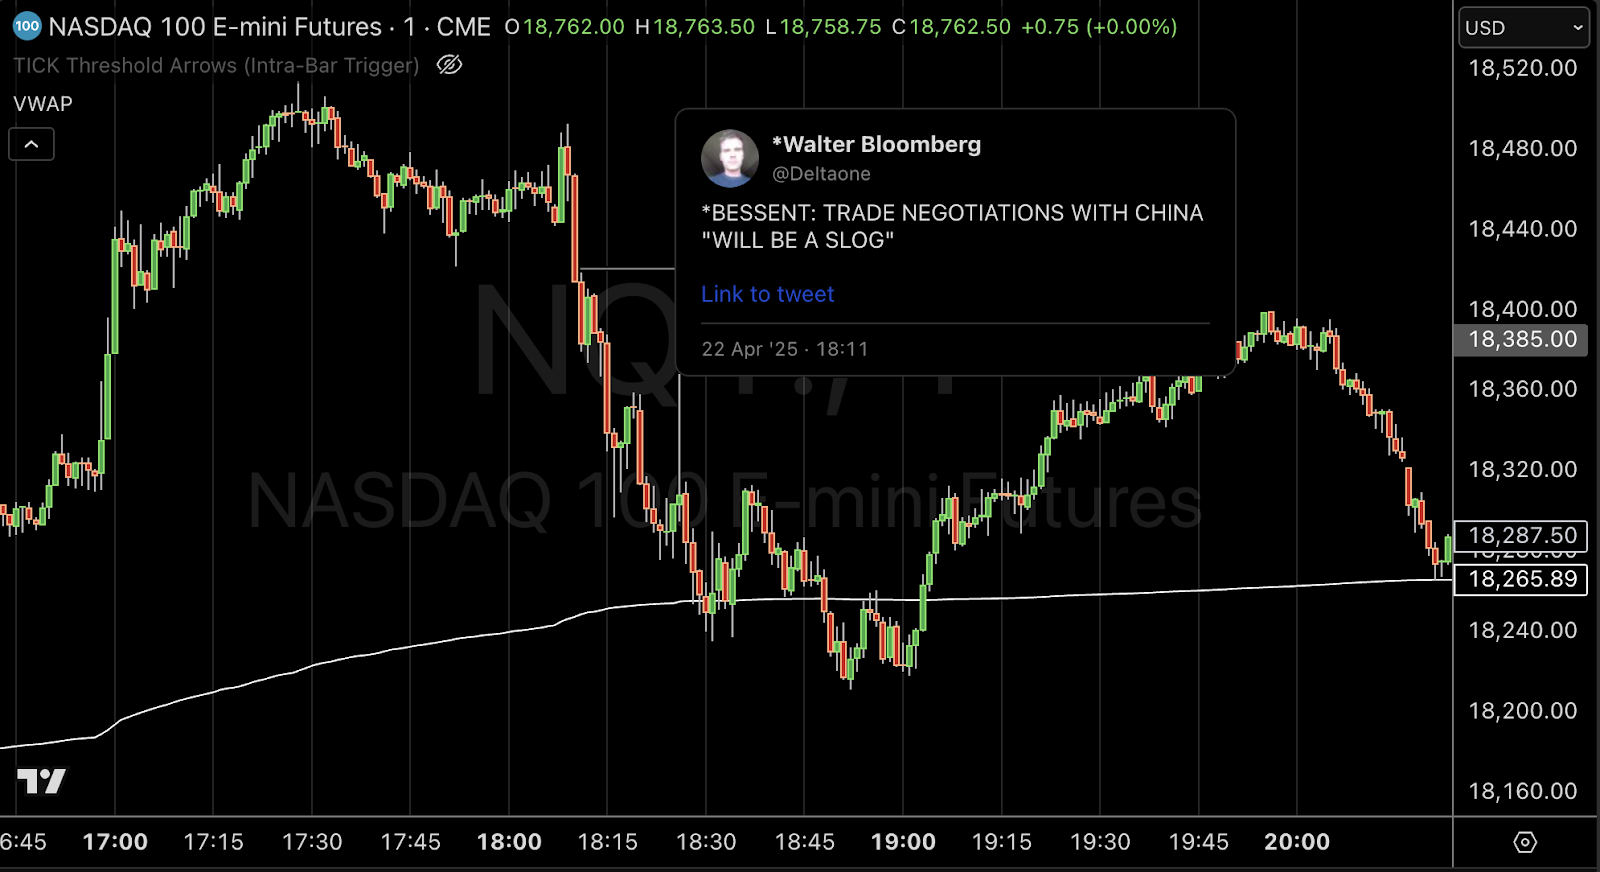 100 NASDAQ 100 E-mini Futures · 1 · CME O18,762.00 H18,763.50 L18,758.75 C18,762.50 +0.75 (+0.00%)
USD
TICK Threshold Arrows (Intra-Bar Trigger)
VWAP
*Walter Bloomberg
@Deltaone
*BESSENT: TRADE NEGOTIATIONS WITH CHINA
"WILL BE A SLOG"
Link to tweet
22 Apr '25 · 18:11
NASDAQ 100 E-mini Futures
18,520.00
18,480.00
18,440.00
18,400.00
18,385.00
18,360.00
18,320.00
18,287.50
18,265.89
18,240.00
18,200.00
18,160.00
6:45 17:00 17:15 17:30 17:45 18:00 18:15 18:30 18:45 19:00 19:15 19:30 19:45 20:00